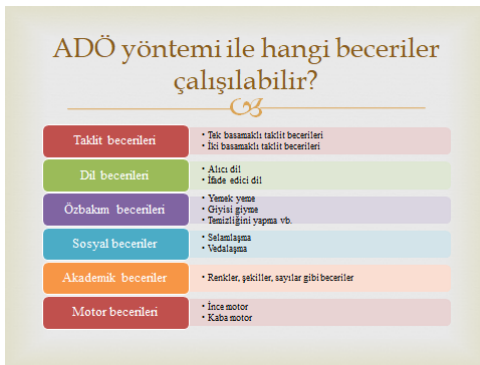 ADÖ yöntemi ile hangi beceriler
çalışılabilir?
Taklit becerileri
• Tek basamaklı taklit becerileri
• İki basamaklı taklit becerileri
Dil becerileri
• Alıcı dil
• İfade edici dil
Özbakım becerileri
• Yemek yeme
• Giyisi giyme
• Temizliğini yapma vb.
Sosyal beceriler
• Selamlaşma
• Vedalaşma
Akademik beceriler
• Renkler, şekiller, sayılar gibi beceriler
Motor becerileri
• İnce motor
• Kaba motor